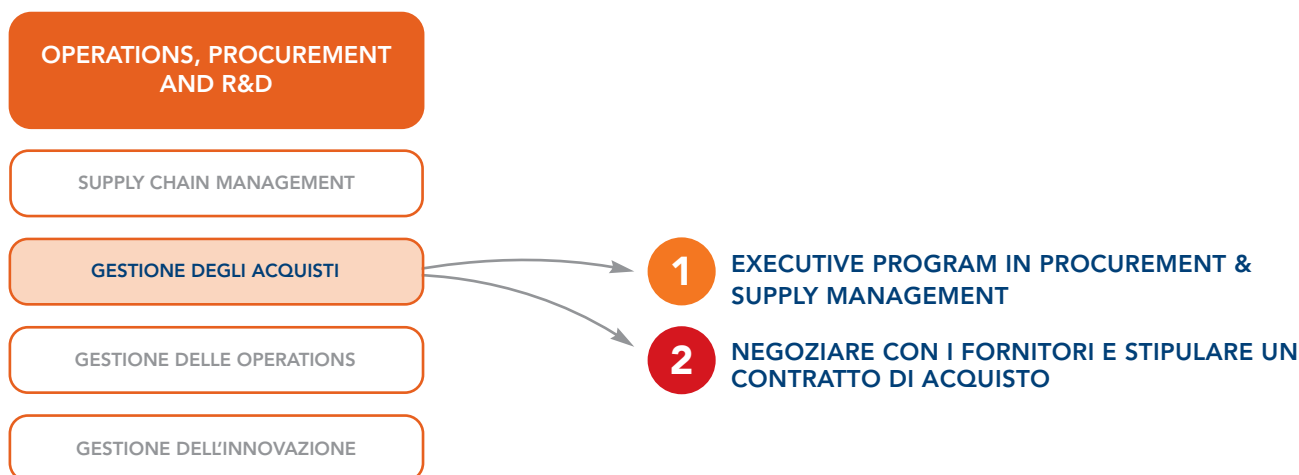 OPERATIONS, PROCUREMENT
AND R&D
SUPPLY CHAIN MANAGEMENT
GESTIONE DEGLI ACQUISTI
GESTIONE DELLE OPERATIONS
GESTIONE DELL'INNOVAZIONE
1
EXECUTIVE PROGRAM IN PROCUREMENT &
SUPPLY MANAGEMENT
2
NEGOZIARE CON I FORNITORI E STIPULARE UN
CONTRATTO DI ACQUISTO